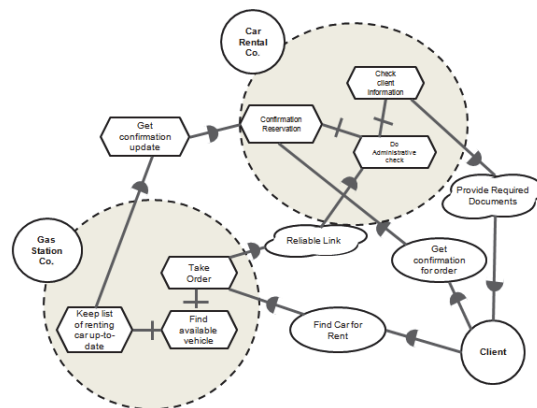 Car
Rental
Co.
Check
client
information
Get
confirmation
update
Confirmation
Reservation
Do
Administrative
check
Provide Required
Documents
Gas
Station
Co.
Reliable Link
Get
confirmation
for order
Take
Order
Keep list
of renting
car up-to-
date
Find
available
vehicle
Find Car for
Rent
Client